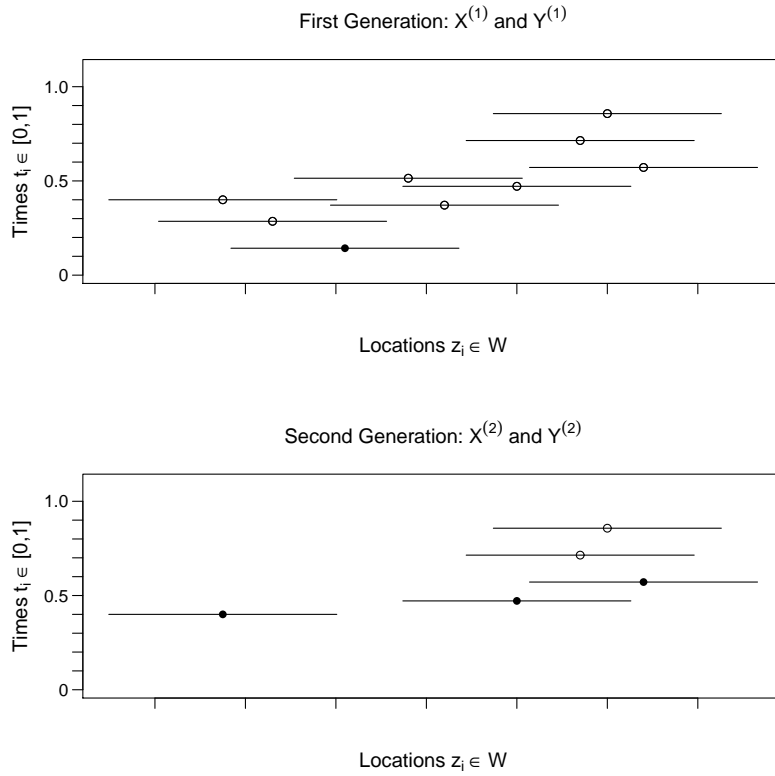 First Generation: X⁽¹⁾ and Y⁽¹⁾
Times tᵢ ∈ [0,1]
1.0
0.5
0
Locations zᵢ ∈ W
Second Generation: X⁽²⁾ and Y⁽²⁾
Times tᵢ ∈ [0,1]
1.0
0.5
0
Locations zᵢ ∈ W